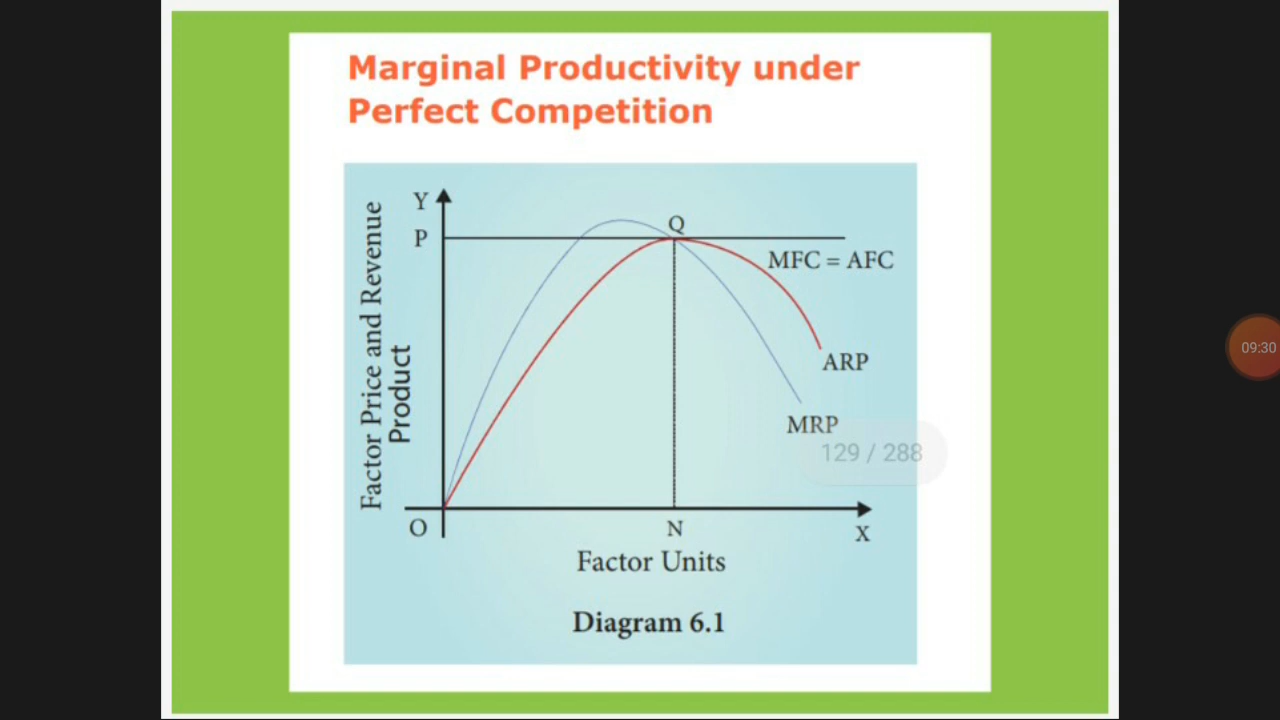 Marginal Productivity under
Perfect Competition
Factor Price and Revenue
Product
Y
P
Q
MFC = AFC
ARP
MRP
129 / 288
O
N
X
Factor Units
Diagram 6.1
09:30